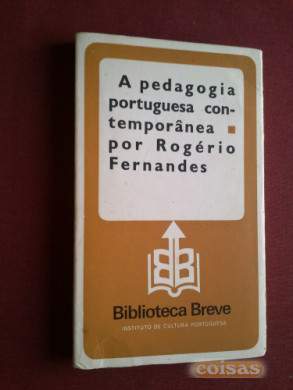 A pedagogia
portuguesa con-
temporânea
por Rogério
Fernandes
BB
Biblioteca Breve
INSTITUTO DE CULTURA PORTUGUESA
coisas